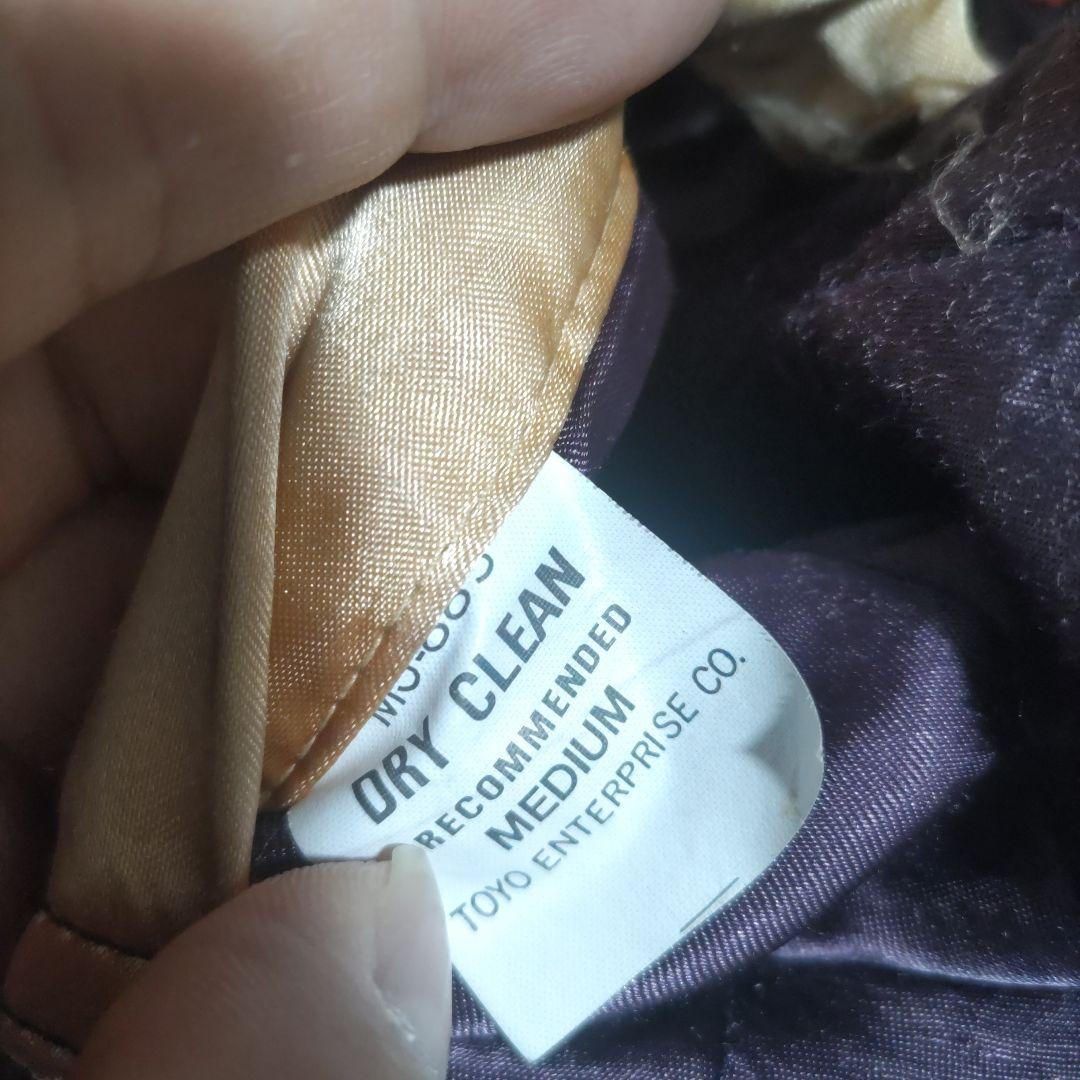 DRY CLEAN
RECOMMENDED
MEDIUM
TOYO ENTERPRISE CO.